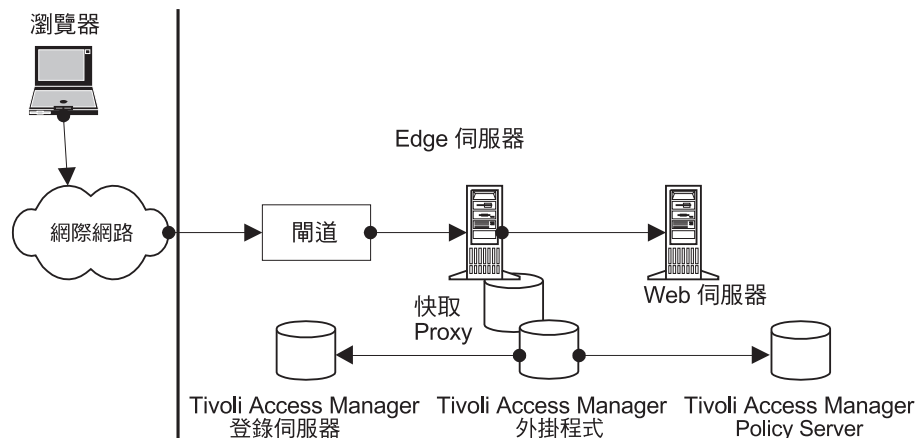 瀏覽器
Edge 伺服器
網際網路
閘道
快取
Proxy
Web 伺服器
Tivoli Access Manager
登錄伺服器
Tivoli Access Manager
外掛程式
Tivoli Access Manager
Policy Server